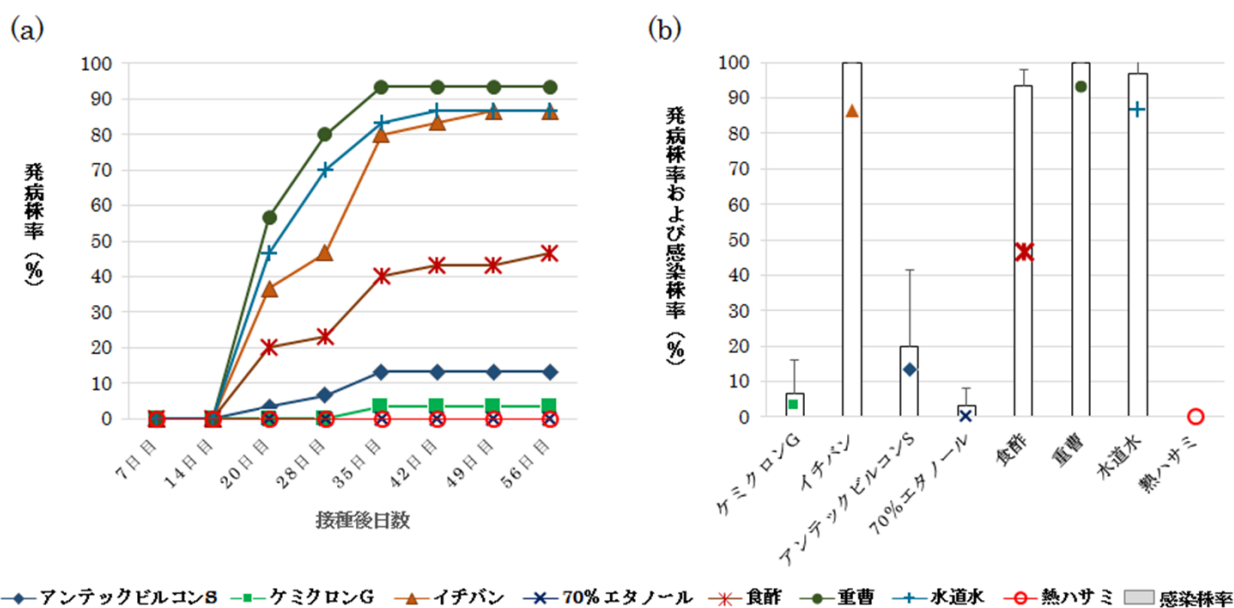 (a)
発病株率（%）
100
90
80
70
60
50
40
30
20
10
0
7日目
14日目
20日目
28日目
35日目
42日目
49日目
56日目
接種後日数
(b)
発病株率および感染株率（%）
100
90
80
70
60
50
40
30
20
10
0
ケミクロンG
イチバン
アンテックビルコンS
70%エタノール
食酢
重曹
水道水
熱ハサミ
アンテックビルコンS ケミクロンG イチバン 70%エタノール 食酢 重曹 水道水 熱ハサミ 感染株率